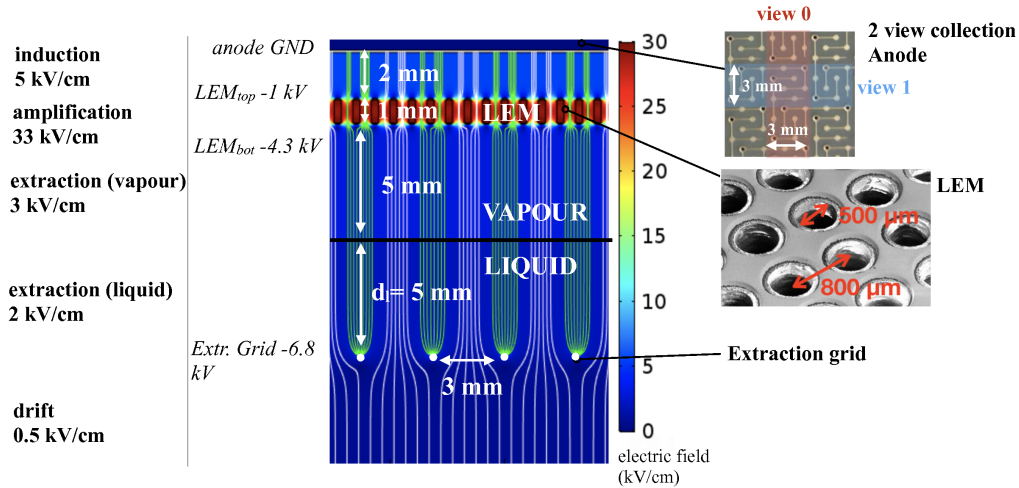 induction
5 kV/cm
amplification
33 kV/cm
extraction (vapour)
3 kV/cm
extraction (liquid)
2 kV/cm
drift
0.5 kV/cm
anode GND
LEMtop -1 kV
LEMbot -4.3 kV
Extr. Grid -6.8
kV
2 mm
1 mm
LEM
5 mm
VAPOUR
LIQUID
dl= 5 mm
3 mm
30
25
20
15
10
5
0
electric field
(kV/cm)
view 0
2 view collection
Anode
view 1
3 mm
3 mm
LEM
500 µm
800 µm
Extraction grid